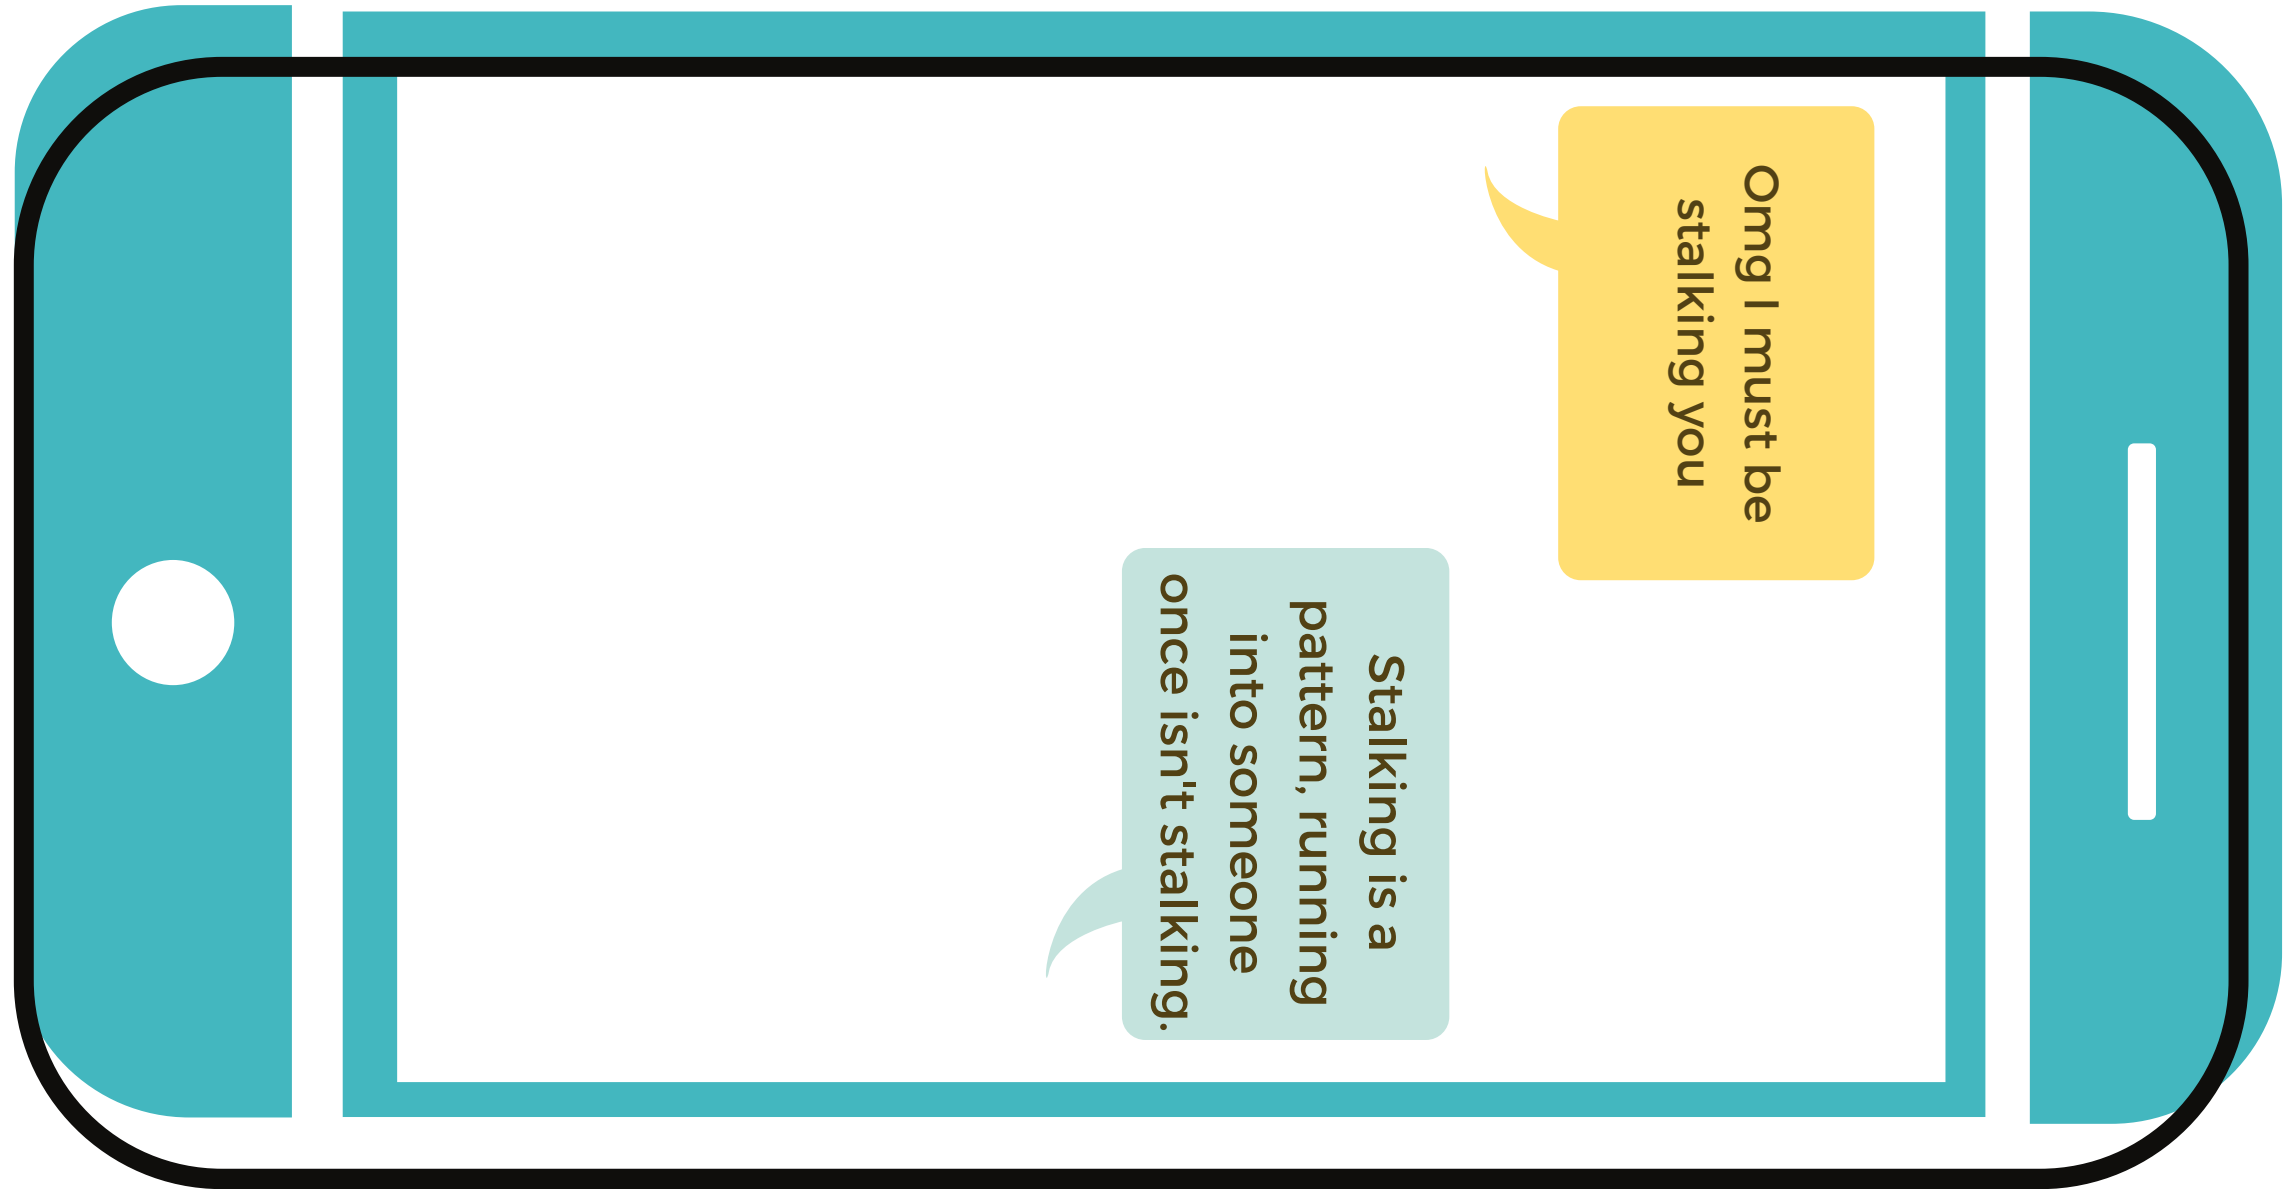 Omg I must be
stalking you
Stalking is a
pattern, running
into someone
once isn't stalking.